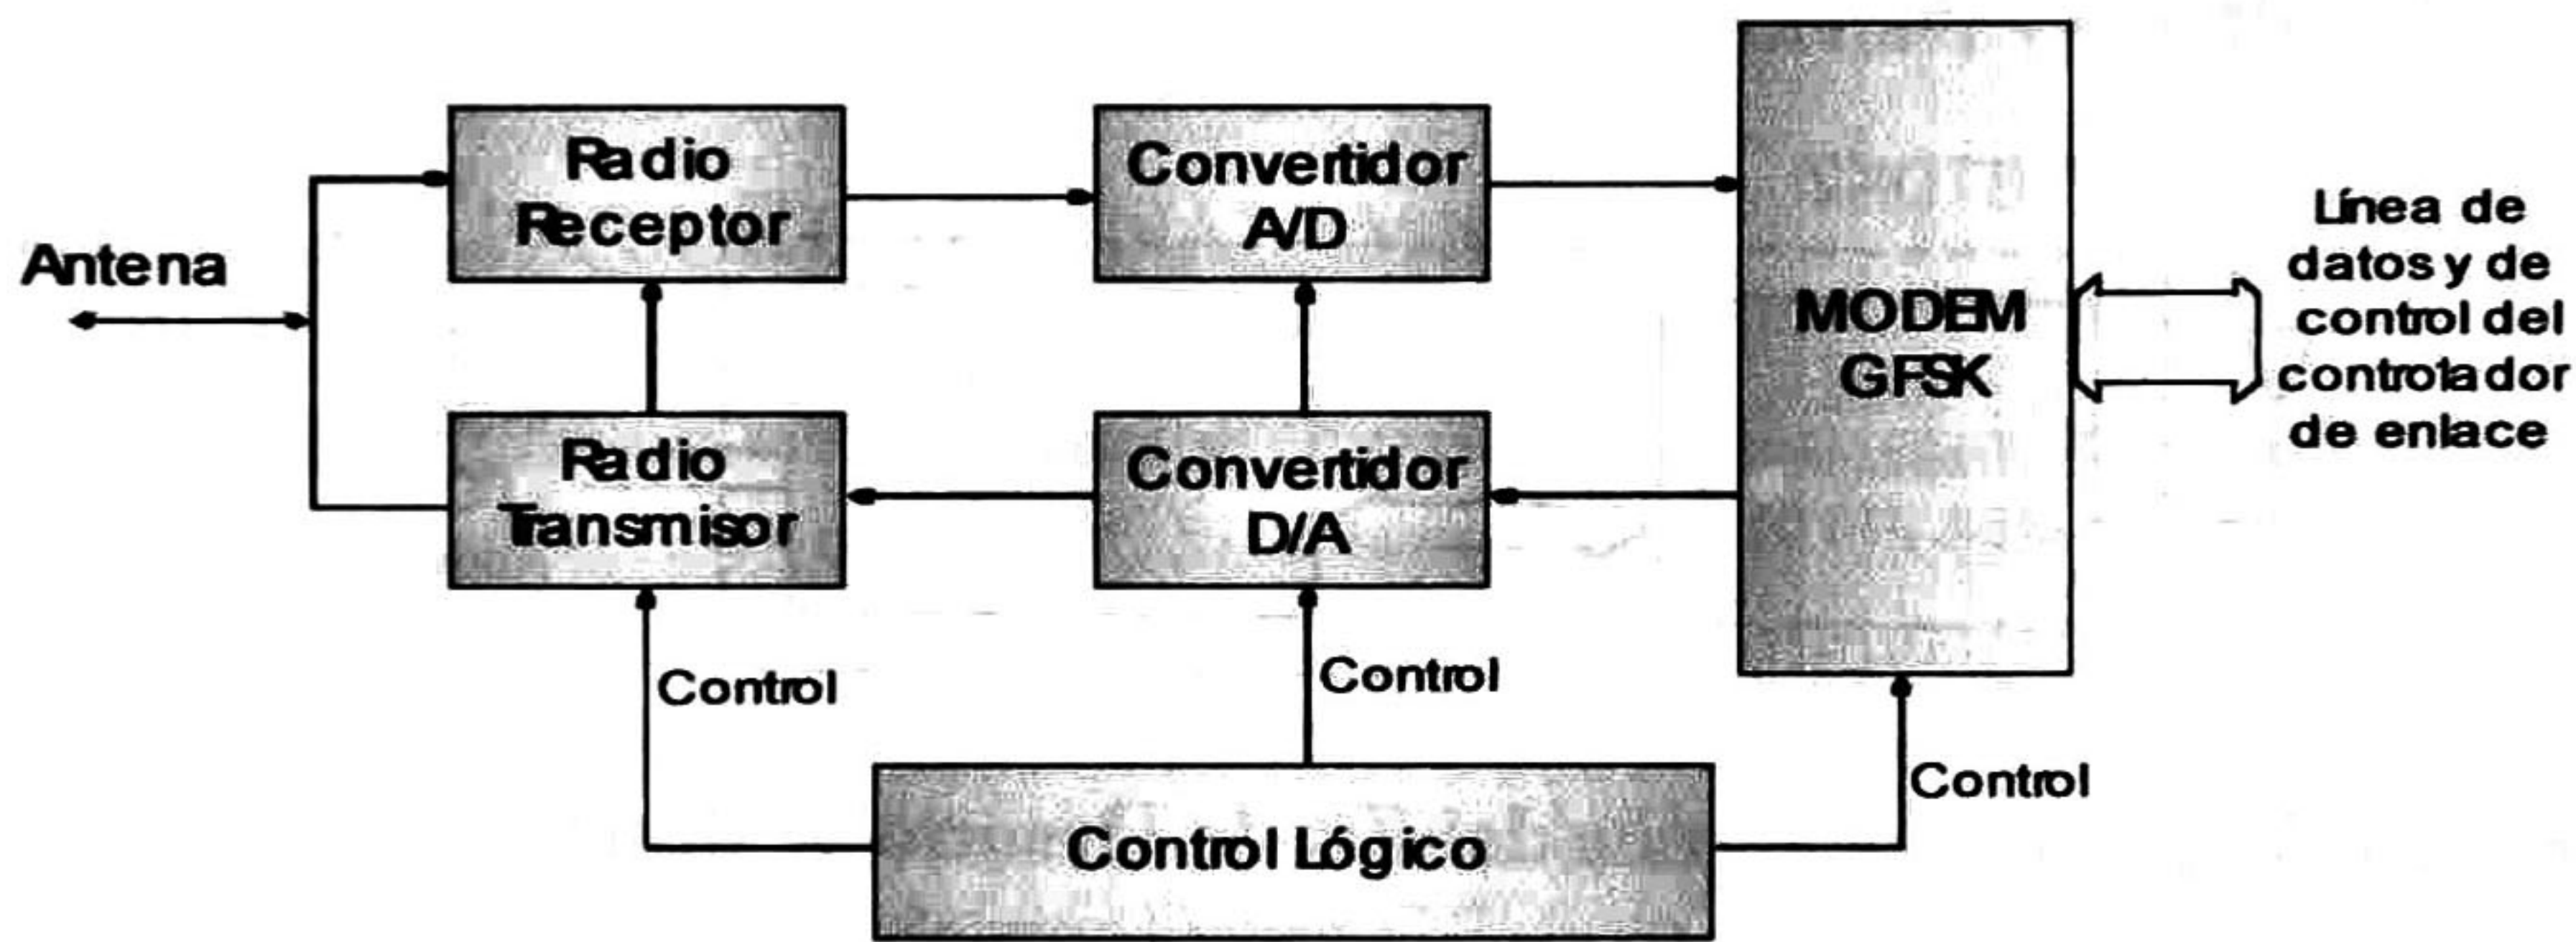 Antena
Radio
Receptor
Convertidor
A/D
MODEM
GFSK
Línea de
datos y de
control del
controlador
de enlace
Radio
Transmisor
Convertidor
D/A
Control
Control
Control
Control Lógico